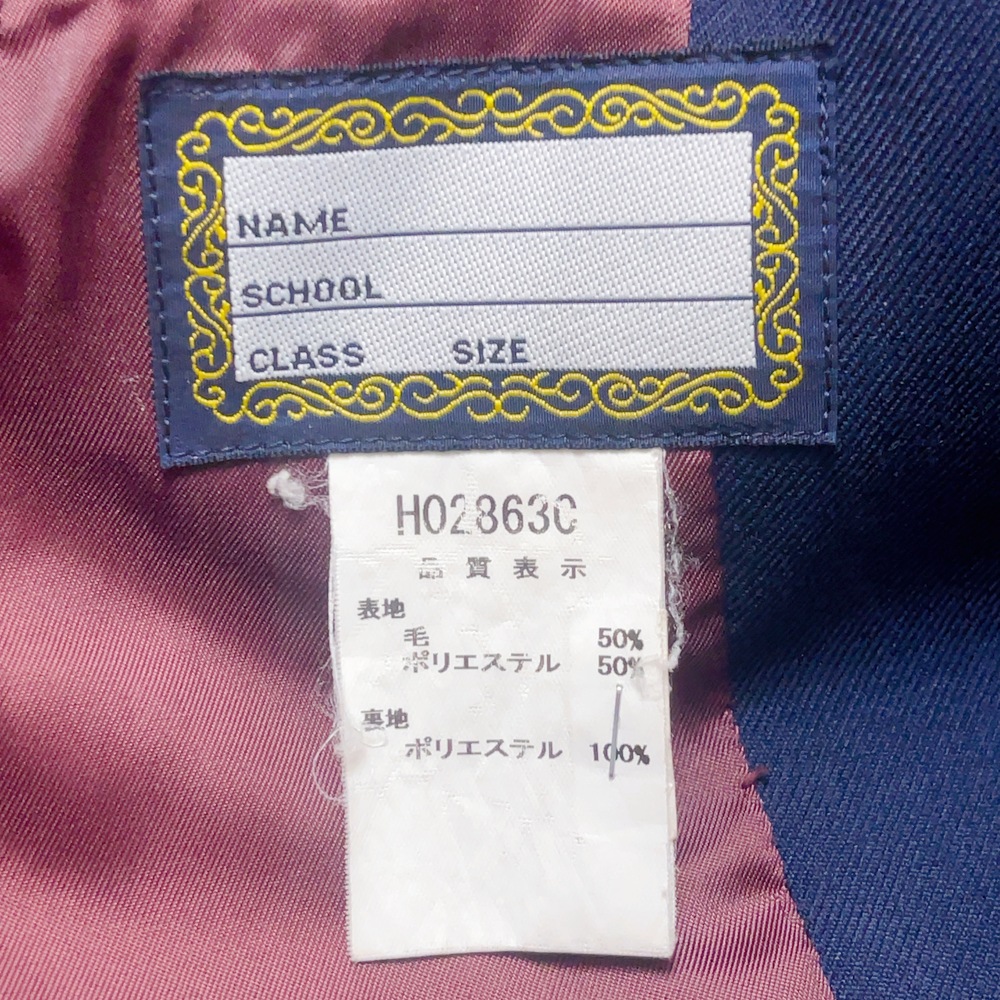 NAME
SCHOOL
CLASS SIZE
H02863C
品質表示
表地
毛 50%
ポリエステル 50%
裏地
ポリエステル 100%